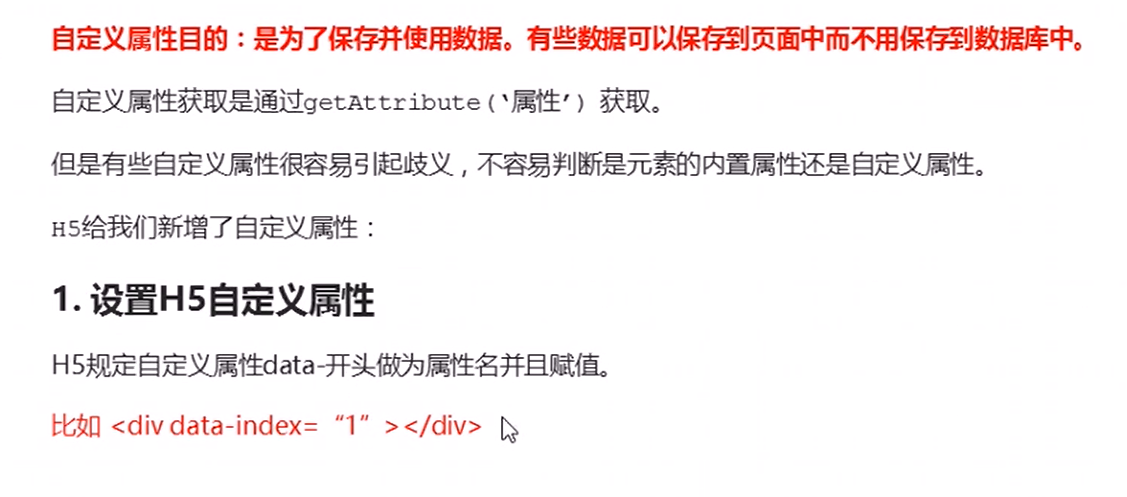 自定义属性目的：是为了保存并使用数据。有些数据可以保存到页面中而不用保存到数据库中。
自定义属性获取是通过getAttribute(‘属性’) 获取。
但是有些自定义属性很容易引起歧义，不容易判断是元素的内置属性还是自定义属性。
H5给我们新增了自定义属性：
1. 设置H5自定义属性
H5规定自定义属性data-开头做为属性名并且赋值。
比如 <div data-index=“1”></div>